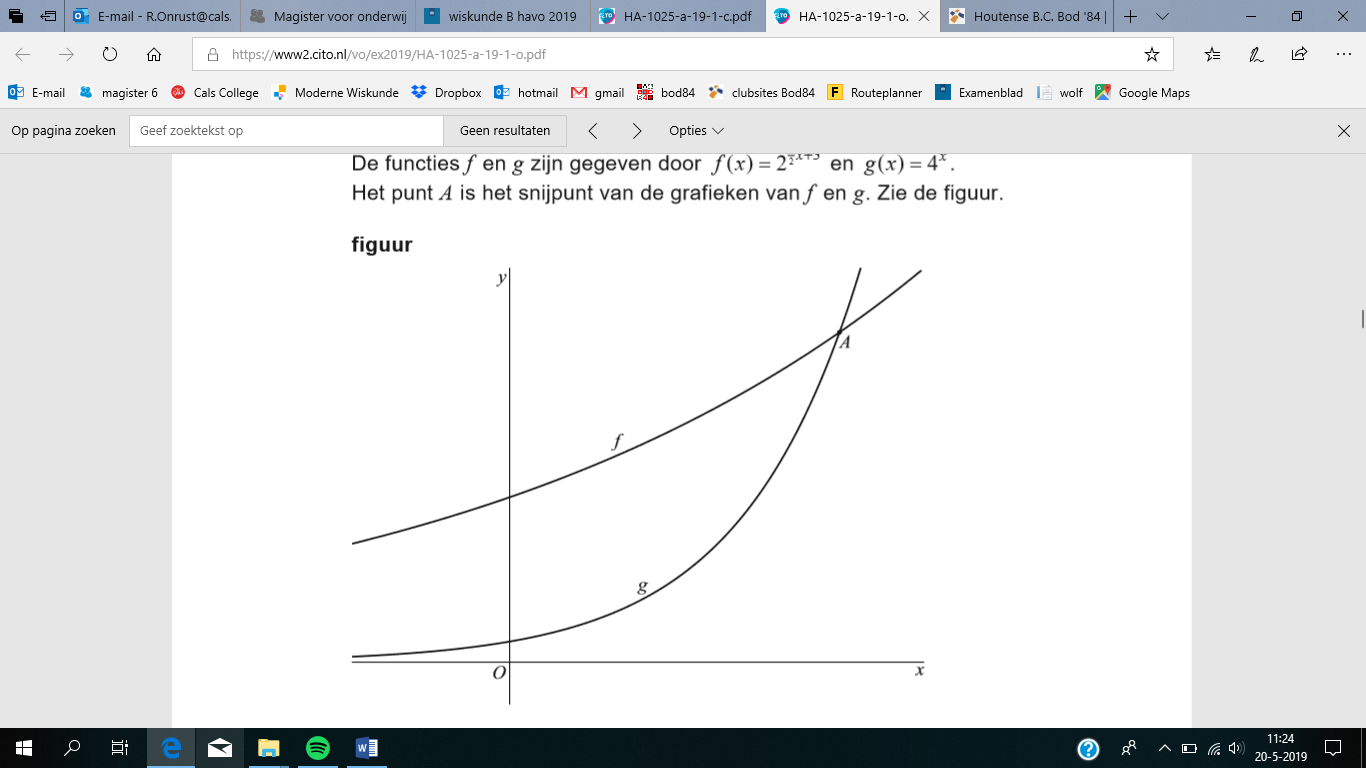 E-mail - R.Onrust@cals.
Magister voor onderwij
wiskunde B havo 2019
HA-1025-a-19-1-c.pdf
HA-1025-a-19-1-o.
Houtense B.C. Bod '84 |
https://www2.cito.nl/vo/ex2019/HA-1025-a-19-1-o.pdf
E-mail
magister 6
Cals College
Moderne Wiskunde
Dropbox
hotmail
gmail
bod84
clubsites Bod84
Routeplanner
Examenblad
wolf
Google Maps
Op pagina zoeken
Geef zoektekst op
Geen resultaten
Opties
De functies f en g zijn gegeven door f(x) = 2^{½x+3} en g(x) = 4^x.
Het punt A is het snijpunt van de grafieken van f en g. Zie de figuur.
figuur
y
A
f
g
O
x
11:24
20-5-2019